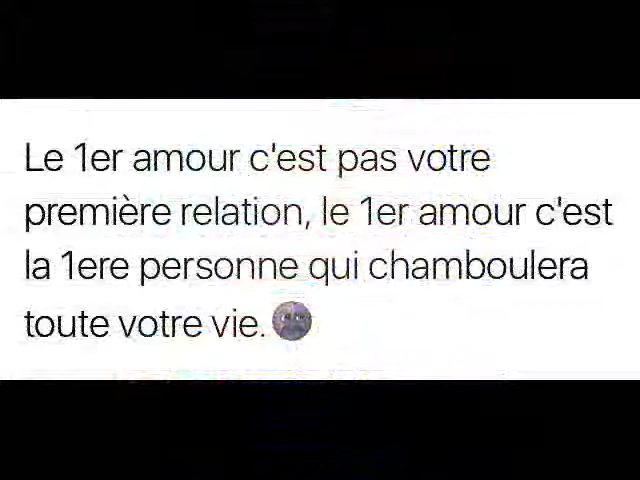 Le 1er amour c'est pas votre
première relation, le 1er amour c'est
la 1ere personne qui chamboulera
toute votre vie.🌚